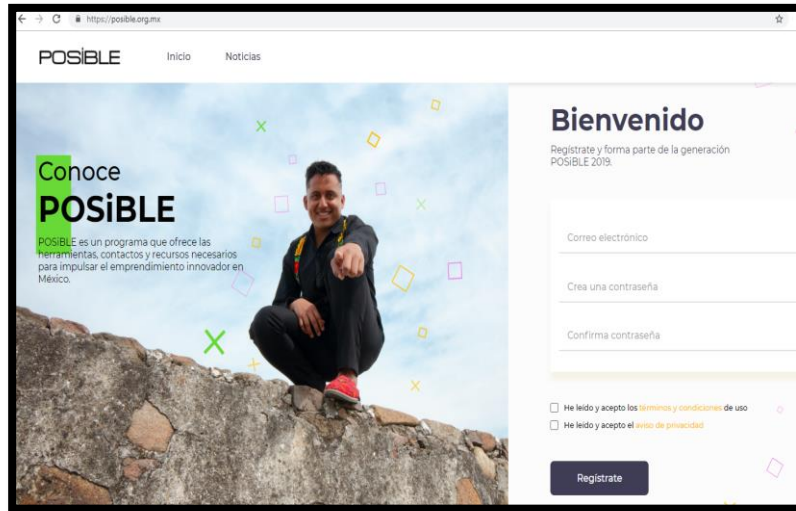 https://posible.org.mx
POSiBLE Inicio Noticias
Conoce
POSiBLE
POSiBLE es un programa que ofrece las
herramientas, contactos y recursos necesarios
para impulsar el emprendimiento innovador en
México.
Bienvenido
Regístrate y forma parte de la generación
POSiBLE 2019.
Correo electrónico
Crea una contraseña
Confirma contraseña
He leído y acepto los términos y condiciones de uso
He leído y acepto el aviso de privacidad
Regístrate